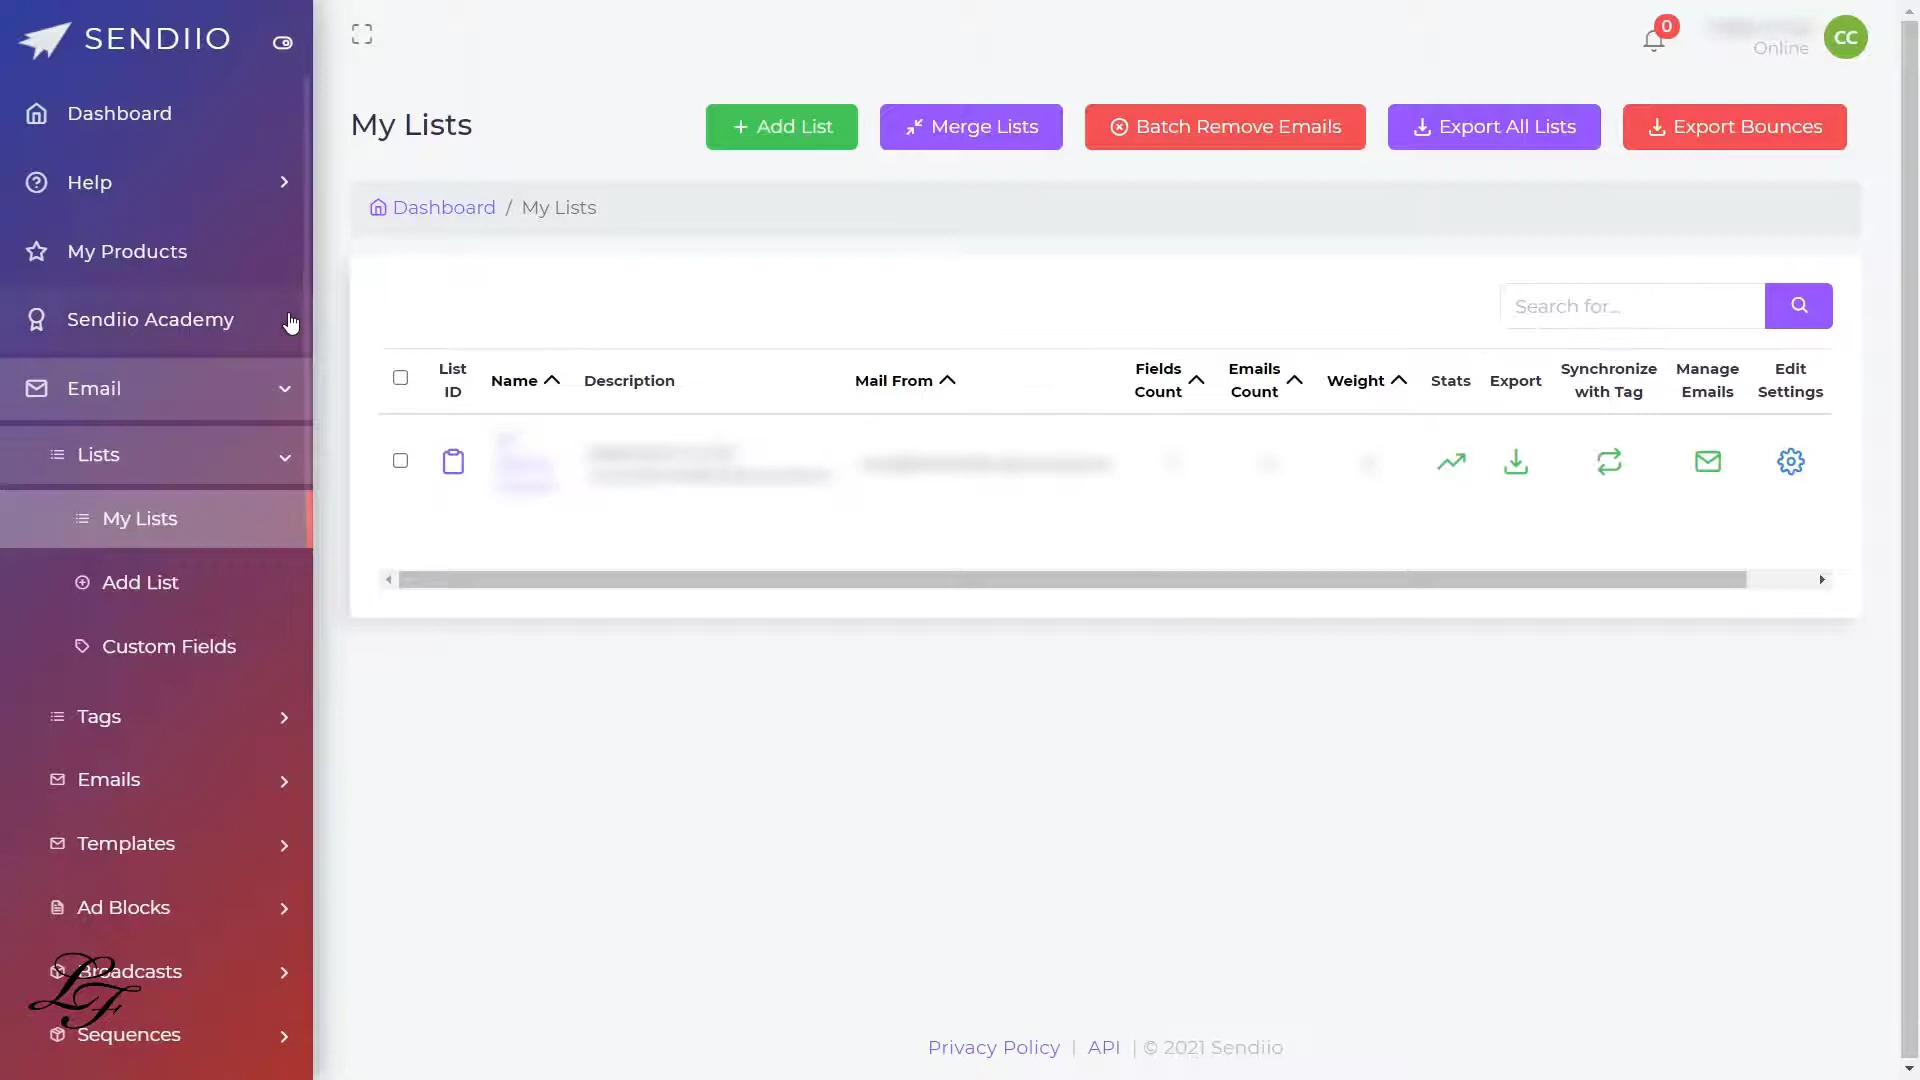 SENDIIO
Dashboard
Help
My Products
Sendiio Academy
Email
Lists
My Lists
Add List
Custom Fields
Tags
Emails
Templates
Ad Blocks
Broadcasts
Sequences
LF
0
Online
CC
My Lists
+ Add List
Merge Lists
Batch Remove Emails
Export All Lists
Export Bounces
Dashboard / My Lists
Search for...
List ID
Name
Description
Mail From
Fields Count
Emails Count
Weight
Stats
Export
Synchronize with Tag
Manage Emails
Edit Settings
Privacy Policy | API | © 2021 Sendiio